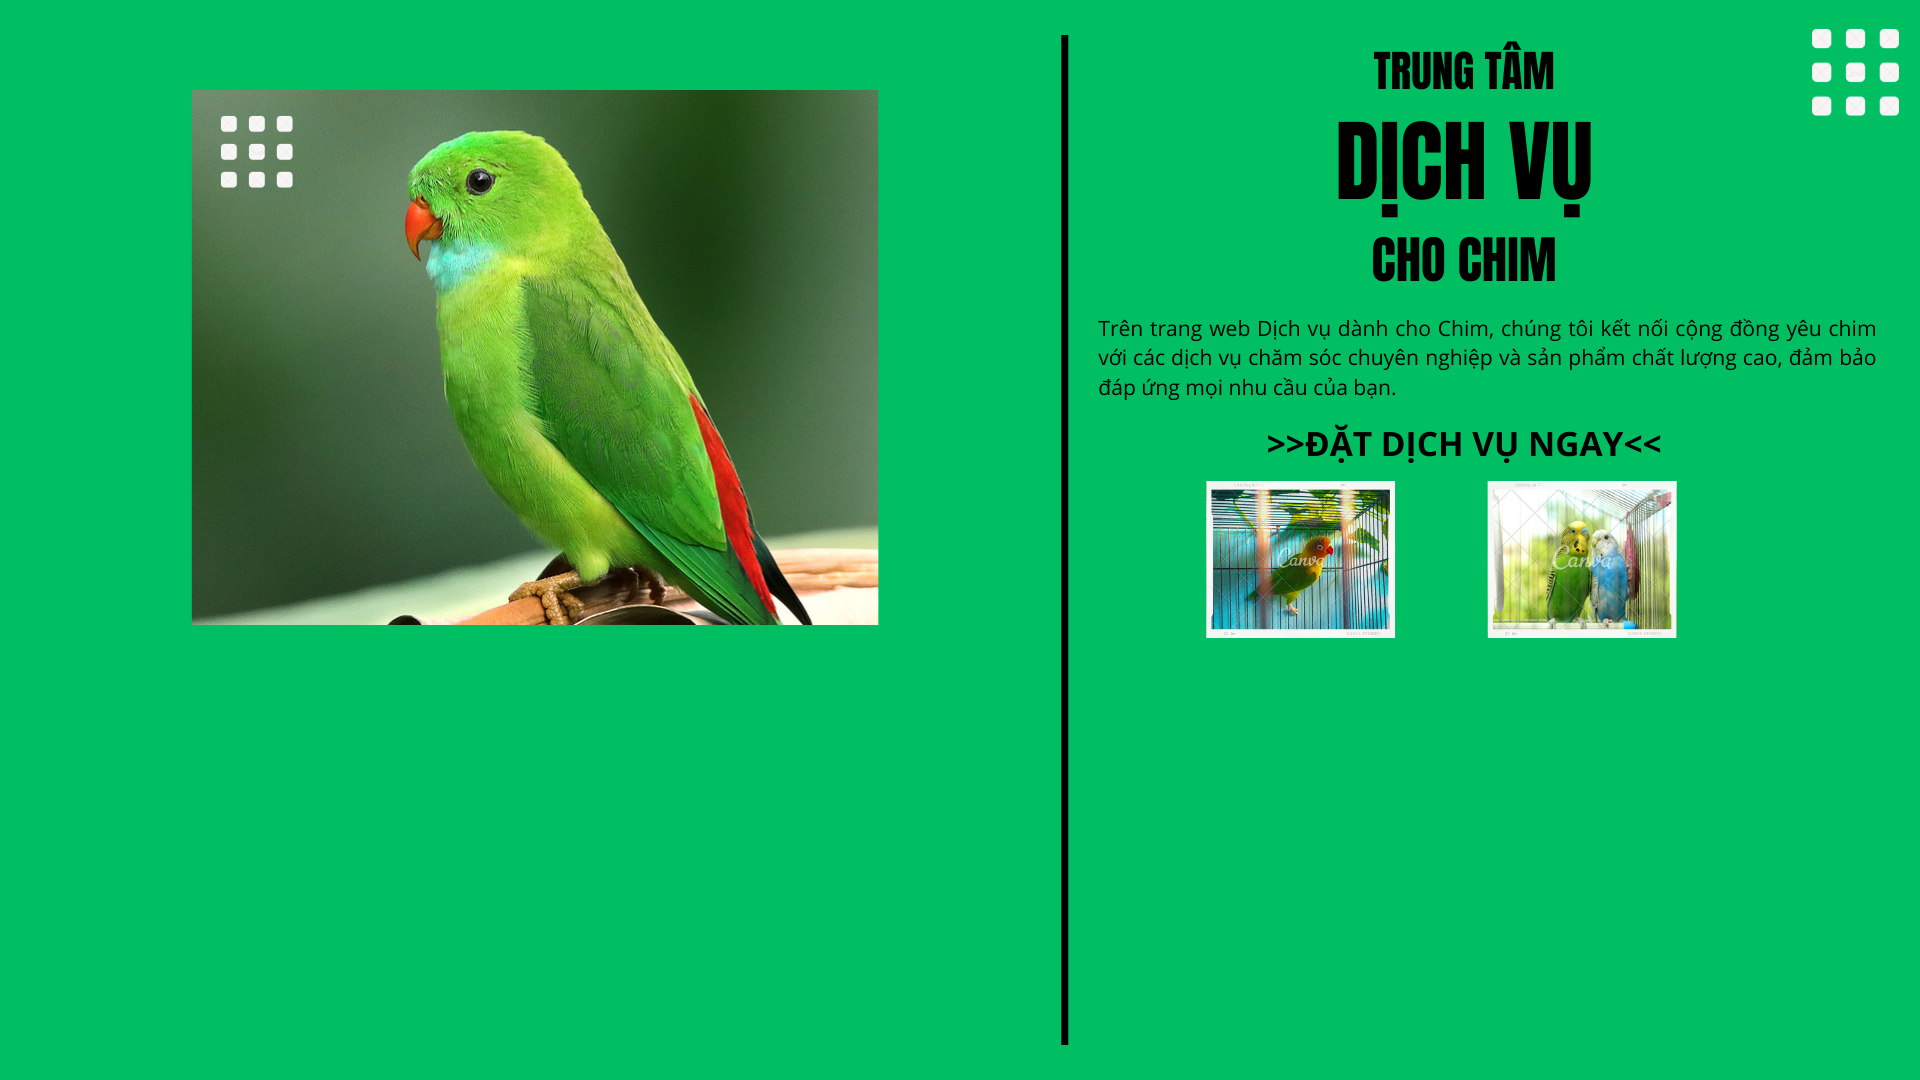 TRUNG TÂM
DỊCH VỤ
CHO CHIM
Trên trang web Dịch vụ dành cho Chim, chúng tôi kết nối cộng đồng yêu chim
với các dịch vụ chăm sóc chuyên nghiệp và sản phẩm chất lượng cao, đảm bảo
đáp ứng mọi nhu cầu của bạn.
>>ĐẶT DỊCH VỤ NGAY<<
Canva
Canva